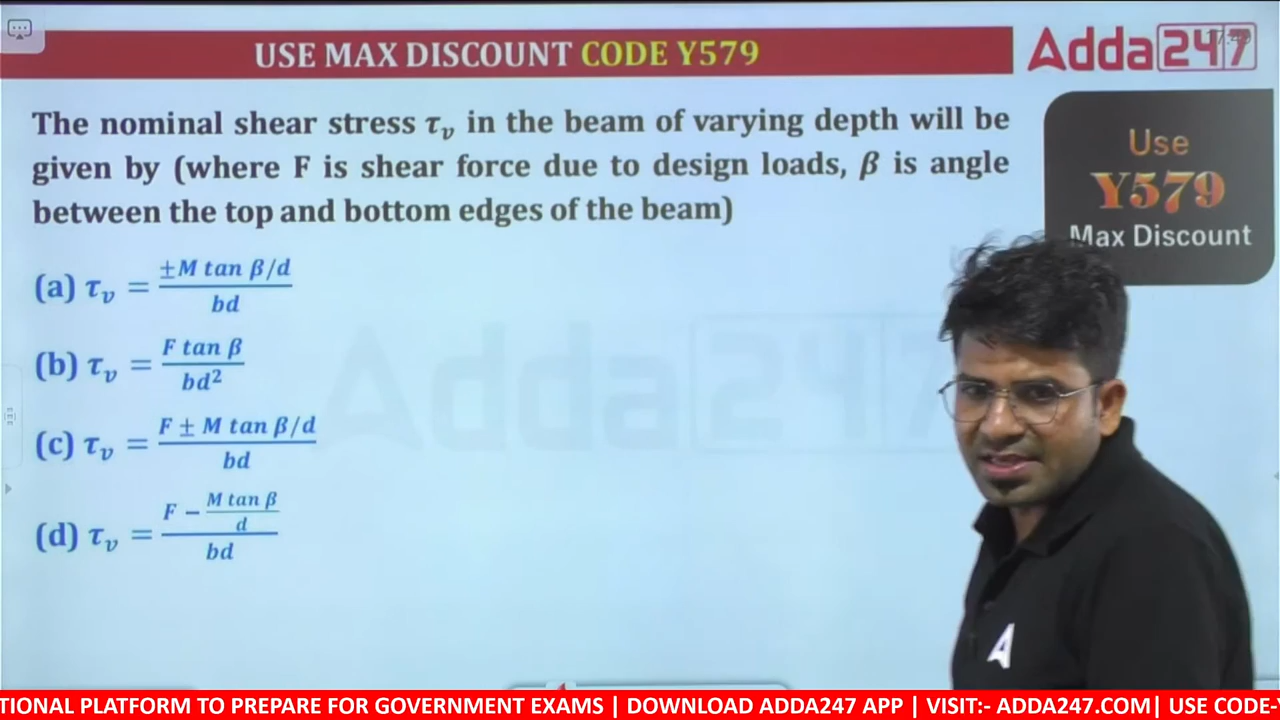 USE MAX DISCOUNT CODE Y579
Adda247
The nominal shear stress τᵥ in the beam of varying depth will be
given by (where F is shear force due to design loads, β is angle
between the top and bottom edges of the beam)
Use
Y579
Max Discount
(a) τᵥ = ±M tan β/d / bd
(b) τᵥ = F tan β / bd²
(c) τᵥ = F ± M tan β/d / bd
(d) τᵥ = F − M tan β / d / bd
TIONAL PLATFORM TO PREPARE FOR GOVERNMENT EXAMS | DOWNLOAD ADDA247 APP | VISIT:- ADDA247.COM| USE CODE-